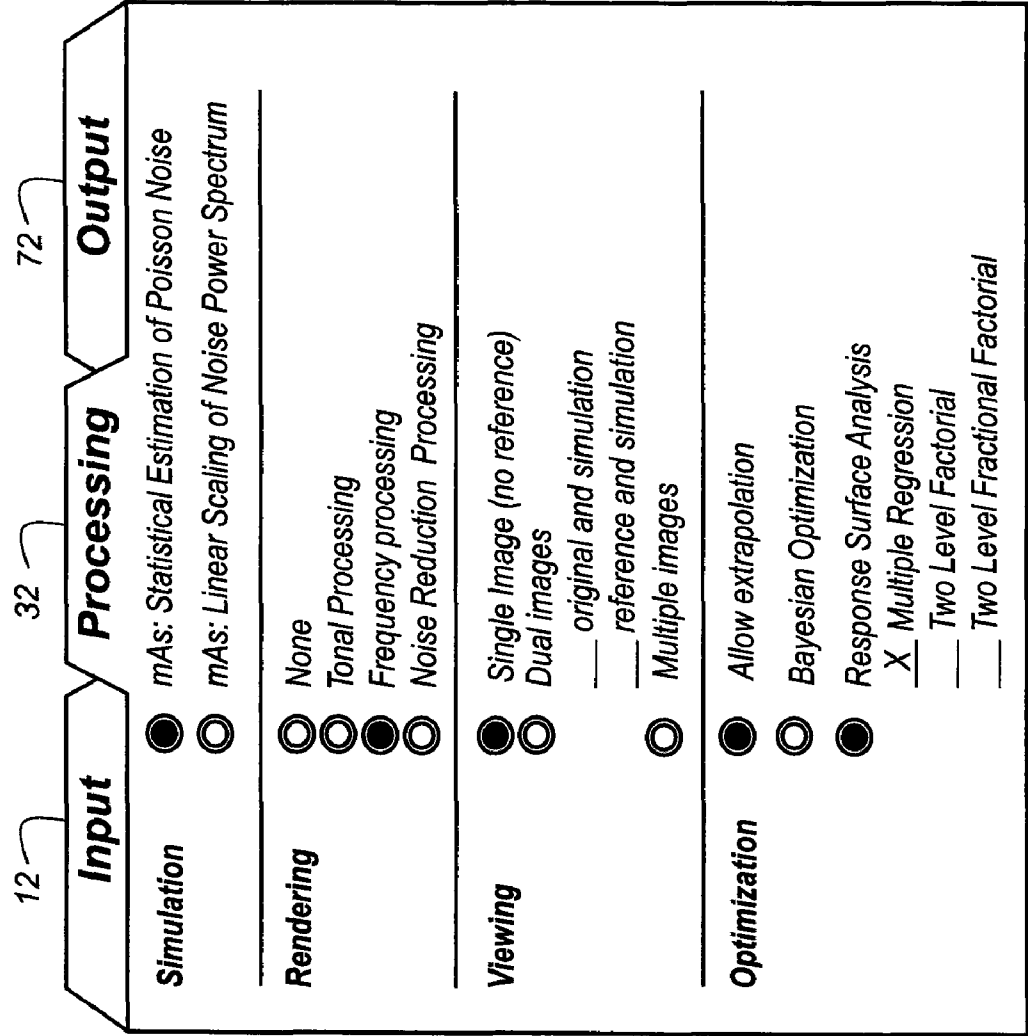 12 32 72
Input Processing Output
Simulation
mAs: Statistical Estimation of Poisson Noise
mAs: Linear Scaling of Noise Power Spectrum
Rendering
None
Tonal Processing
Frequency processing
Noise Reduction Processing
Viewing
Single Image (no reference)
Dual images
original and simulation
reference and simulation
Multiple images
Optimization
Allow extrapolation
Bayesian Optimization
Response Surface Analysis
X Multiple Regression
Two Level Factorial
Two Level Fractional Factorial